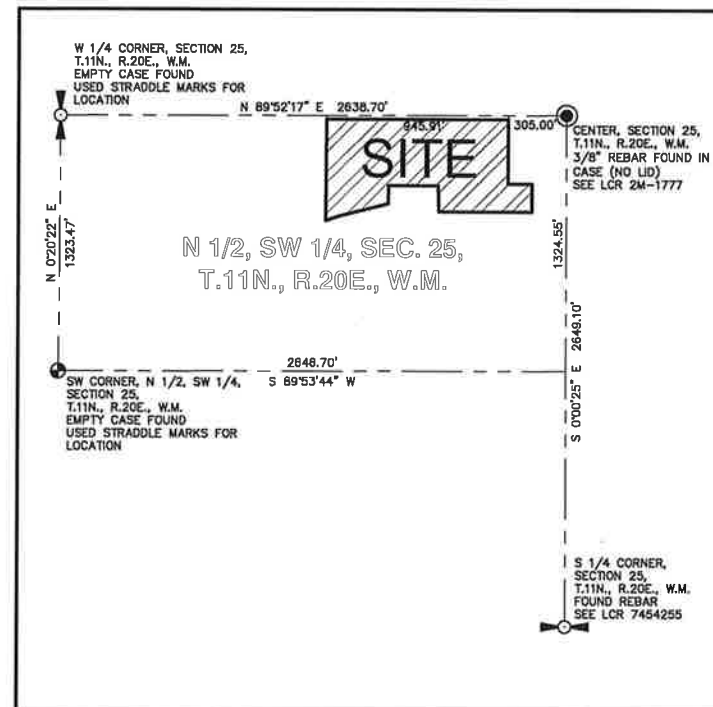 W 1/4 CORNER, SECTION 25,
T.11N., R.20E., W.M.
EMPTY CASE FOUND
USED STRADDLE MARKS FOR
LOCATION
N 89°52'17" E 2638.70'
945.91'
305.00'
SITE
CENTER, SECTION 25,
T.11N., R.20E., W.M.
3/8" REBAR FOUND IN
CASE (NO LID)
SEE LCR 2M-1777
N 0°20'22" E
1323.47'
N 1/2, SW 1/4, SEC. 25,
T.11N., R.20E., W.M.
1324.55'
2648.70'
S 89°53'44" W
SW CORNER, N 1/2, SW 1/4,
SECTION 25,
T.11N., R.20E., W.M.
EMPTY CASE FOUND
USED STRADDLE MARKS FOR
LOCATION
S 0°00'25" E 2649.10'
S 1/4 CORNER,
SECTION 25,
T.11N., R.20E., W.M.
FOUND REBAR
SEE LCR 7454255